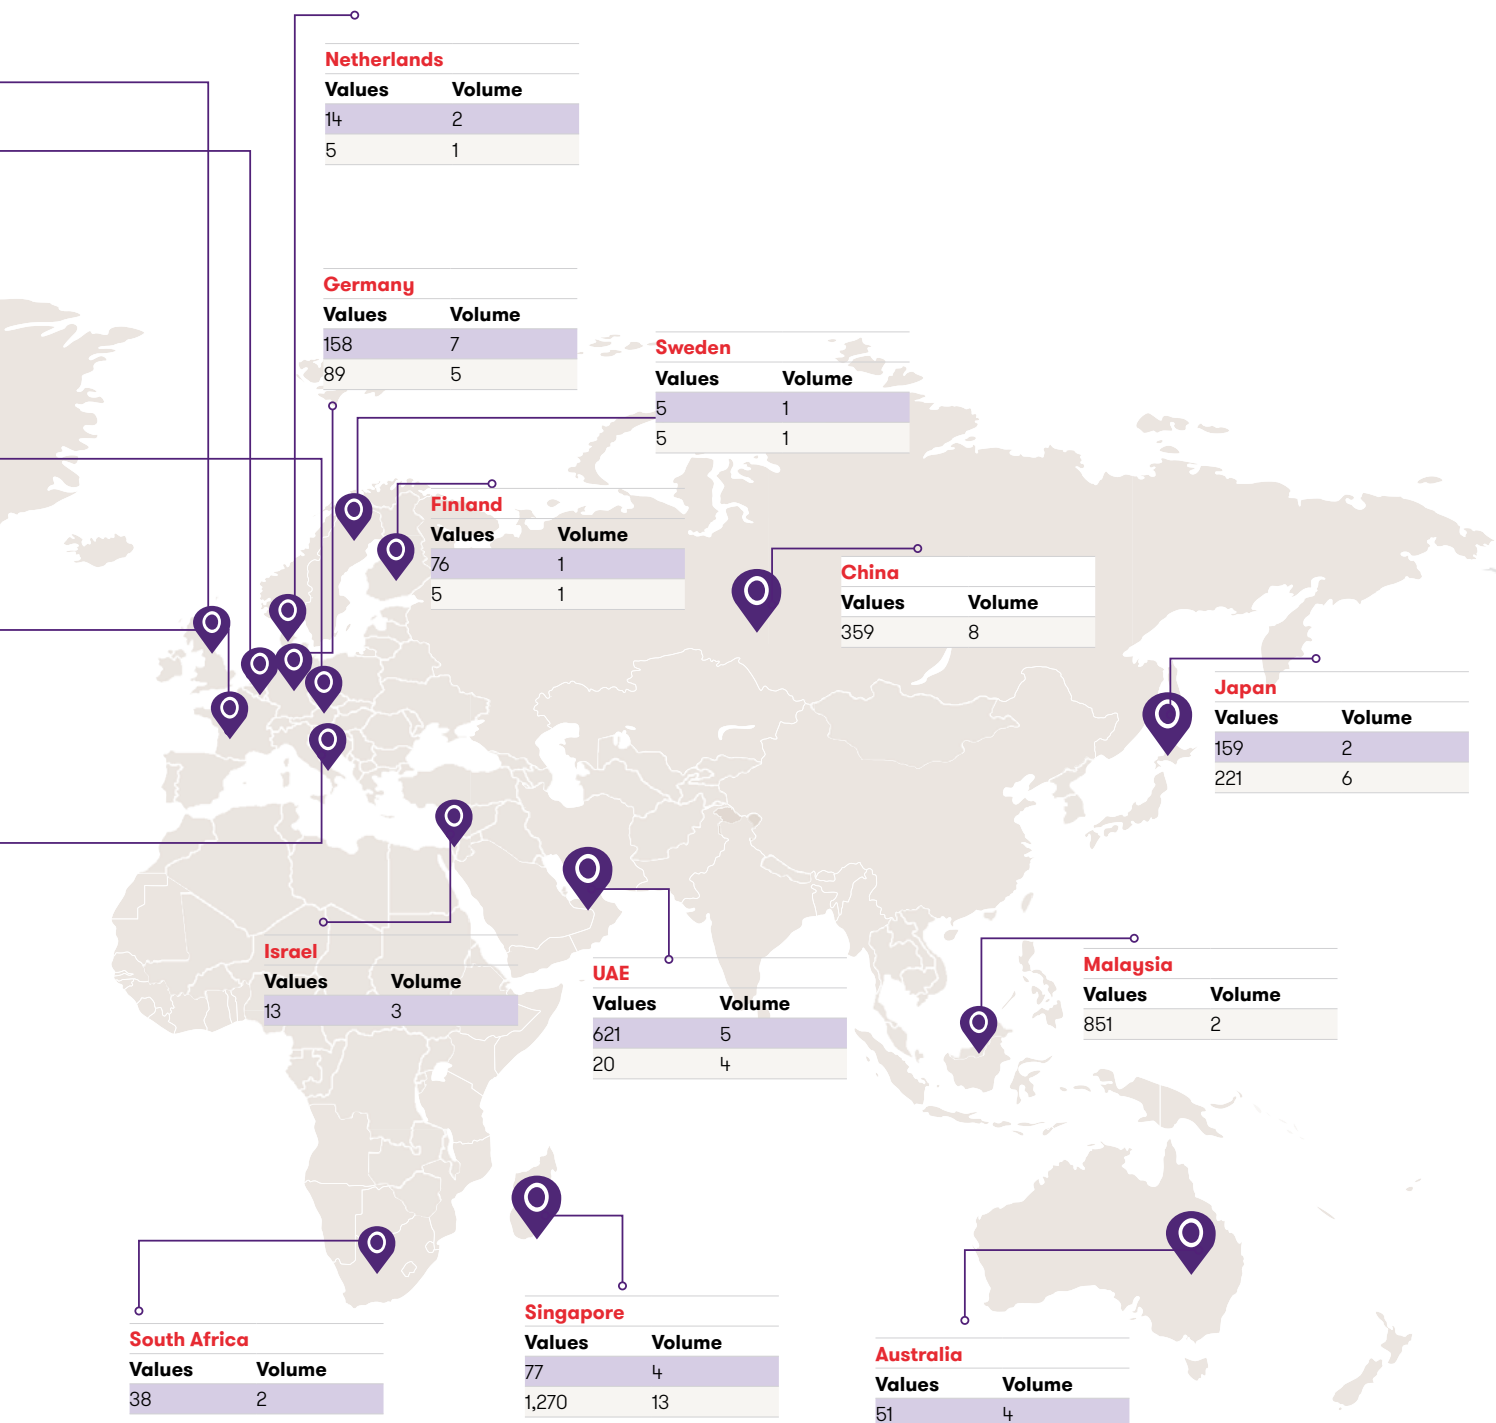 Netherlands
Values Volume
14 2
5 1
Germany
Values Volume
158 7
89 5
Sweden
Values Volume
5 1
5 1
Finland
Values Volume
76 1
5 1
China
Values Volume
359 8
Japan
Values Volume
159 2
221 6
Israel
Values Volume
13 3
UAE
Values Volume
621 5
20 4
Malaysia
Values Volume
851 2
South Africa
Values Volume
38 2
Singapore
Values Volume
77 4
1,270 13
Australia
Values Volume
51 4